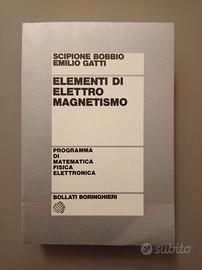 SCIPIONE BOBBIO
EMILIO GATTI
ELEMENTI DI
ELETTRO
MAGNETISMO
PROGRAMMA
DI
MATEMATICA
FISICA
ELETTRONICA
BOLLATI BORINGHIERI
subito